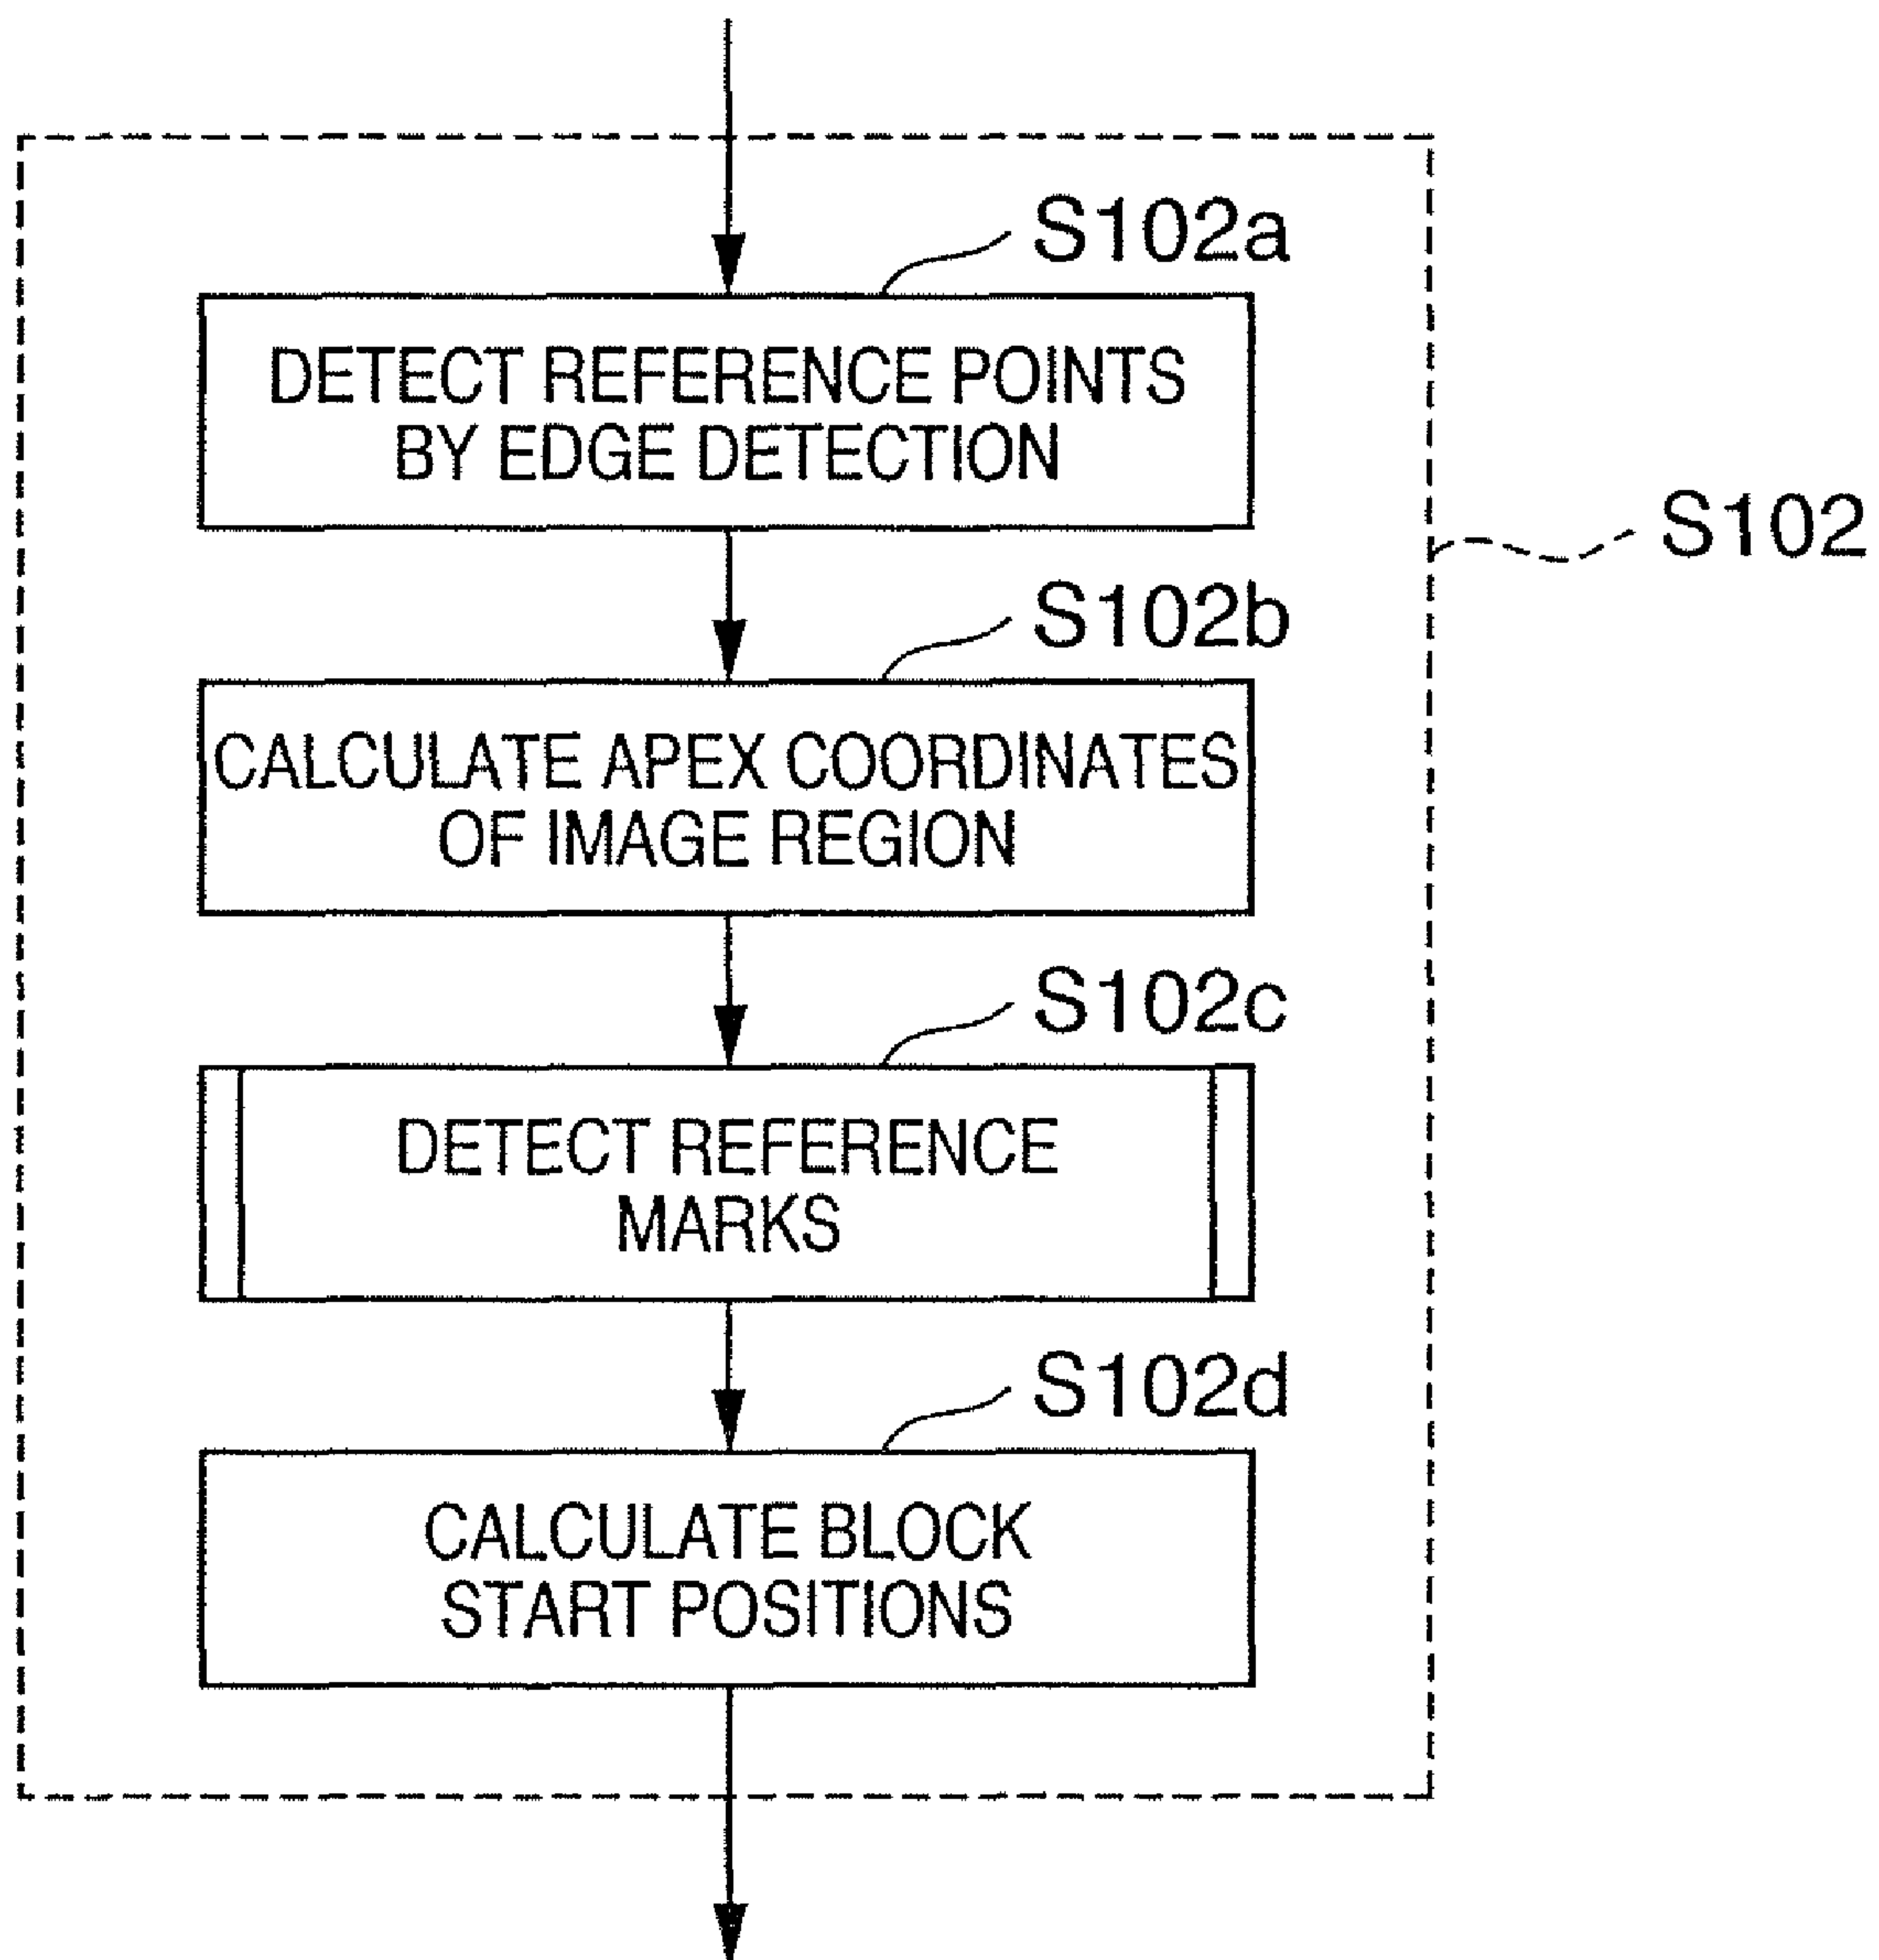 S102a
DETECT REFERENCE POINTS
BY EDGE DETECTION
S102
S102b
CALCULATE APEX COORDINATES
OF IMAGE REGION
S102c
DETECT REFERENCE
MARKS
S102d
CALCULATE BLOCK
START POSITIONS